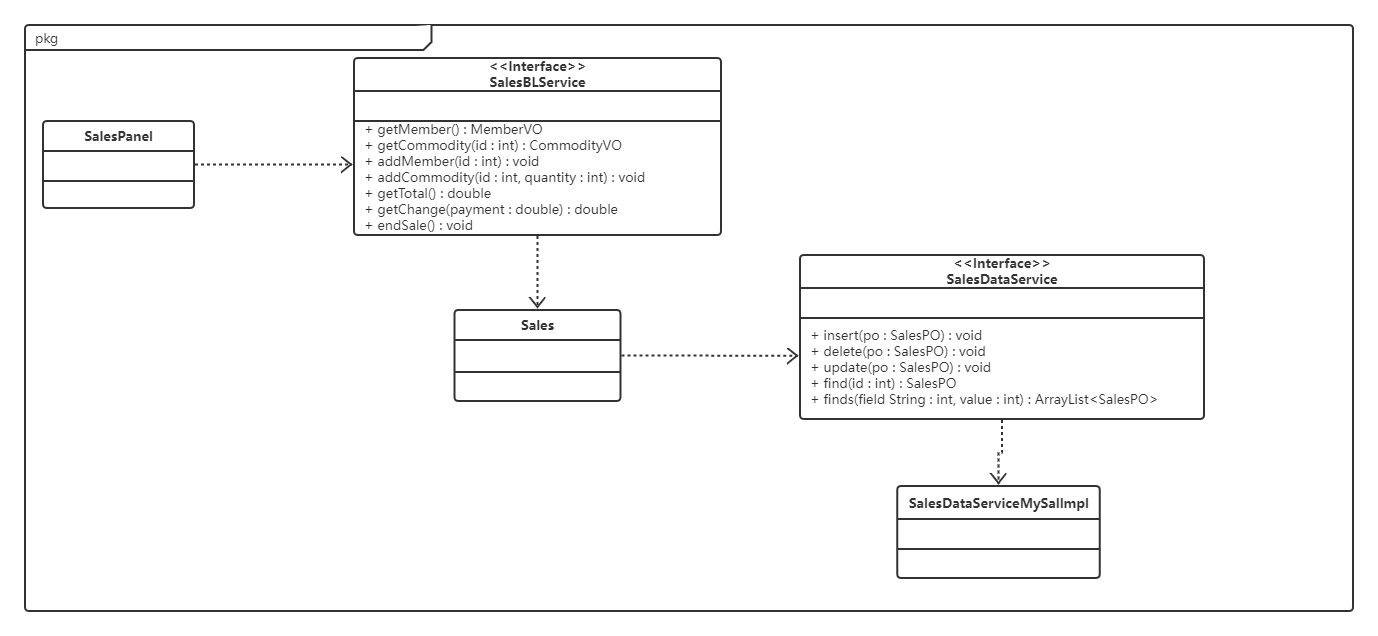 pkg
<<Interface>>
SalesBLService
SalesPanel
+ getMember() : MemberVO
+ getCommodity(id : int) : CommodityVO
+ addMember(id : int) : void
+ addCommodity(id : int, quantity : int) : void
+ getTotal() : double
+ getChange(payment : double) : double
+ endSale() : void
<<Interface>>
SalesDataService
Sales
+ insert(po : SalesPO) : void
+ delete(po : SalesPO) : void
+ update(po : SalesPO) : void
+ find(id : int) : SalesPO
+ finds(field String : int, value : int) : ArrayList<SalesPO>
SalesDataServiceMySalImpl